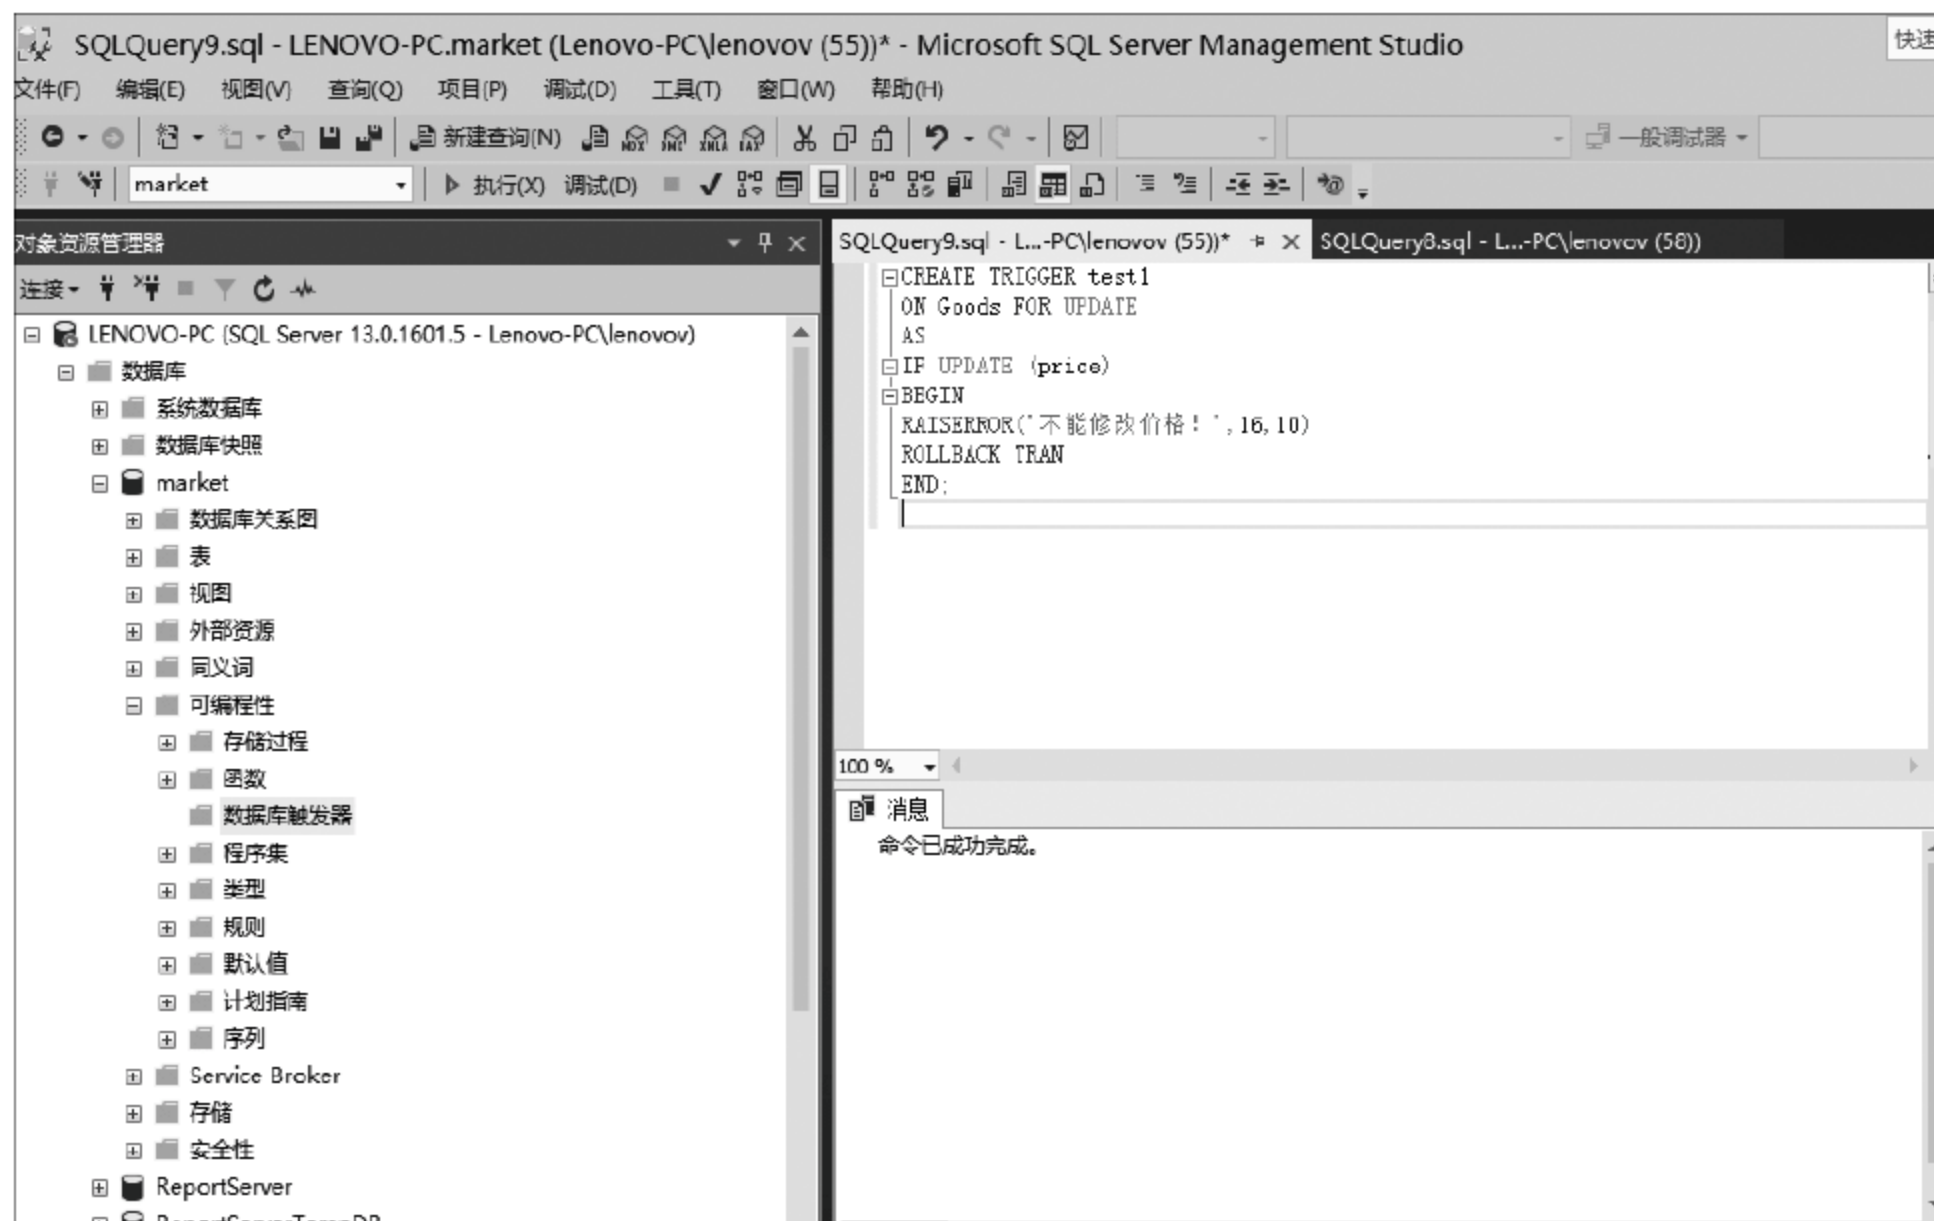 SQLQuery9.sql - LENOVO-PC.market (Lenovo-PC\lenovov (55))* - Microsoft SQL Server Management Studio
快速
文件(F) 编辑(E) 视图(V) 查询(Q) 项目(P) 调试(D) 工具(T) 窗口(W) 帮助(H)
新建查询(N) 一般调试器
market 执行(X) 调试(D)
对象资源管理器
连接
LENOVO-PC (SQL Server 13.0.1601.5 - Lenovo-PC\lenovov)
数据库
系统数据库
数据库快照
market
数据库关系图
表
视图
外部资源
同义词
可编程性
存储过程
函数
数据库触发器
程序集
类型
规则
默认值
计划指南
序列
Service Broker
存储
安全性
ReportServer
ReportServerTempDB
SQLQuery9.sql - L...-PC\lenovov (55))* SQLQuery8.sql - L...-PC\lenovov (58))
CREATE TRIGGER test1
ON Goods FOR UPDATE
AS
IF UPDATE (price)
BEGIN
RAISERROR('不能修改价格！',16,10)
ROLLBACK TRAN
END;
100 %
消息
命令已成功完成。